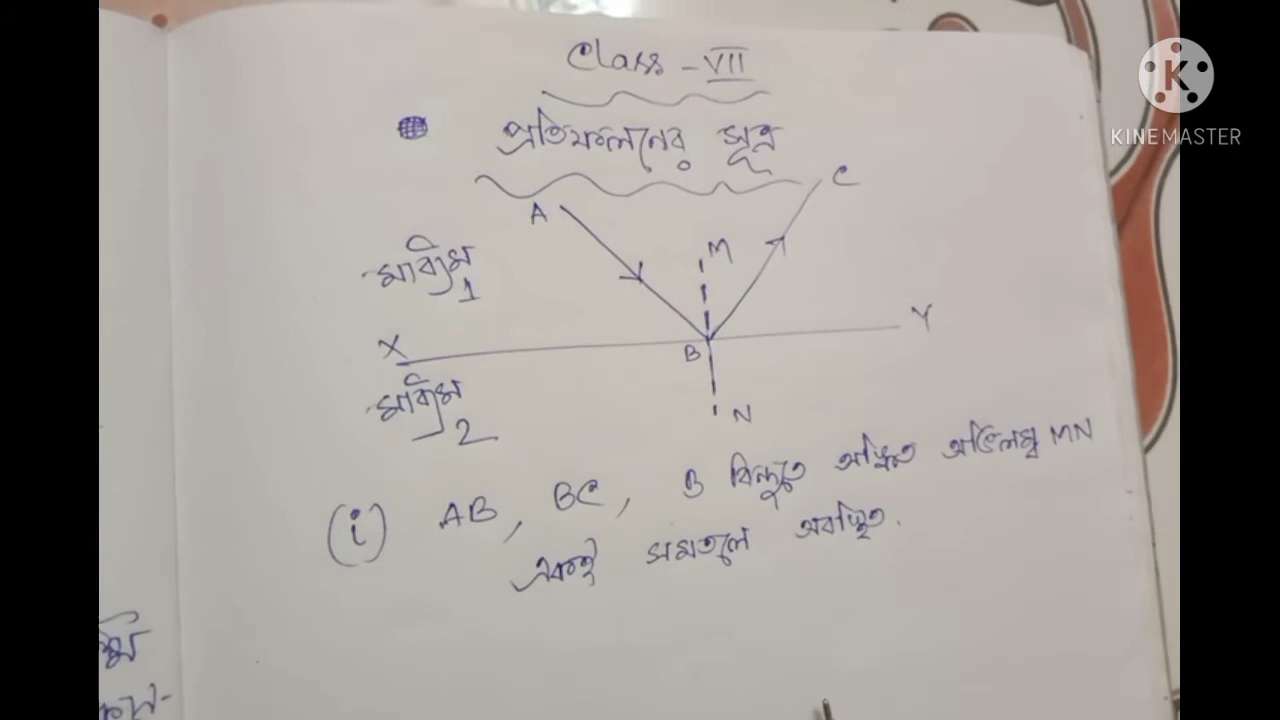 Class - VII
প্রতিফলনের সূত্র
A
C
M
মাধ্যম 1
X
B
Y
মাধ্যম 2
N
(i) AB, BC, B বিন্দুতে অঙ্কিত অভিলম্ব MN
একই সমতলে অবস্থিত.
K
KINEMASTER